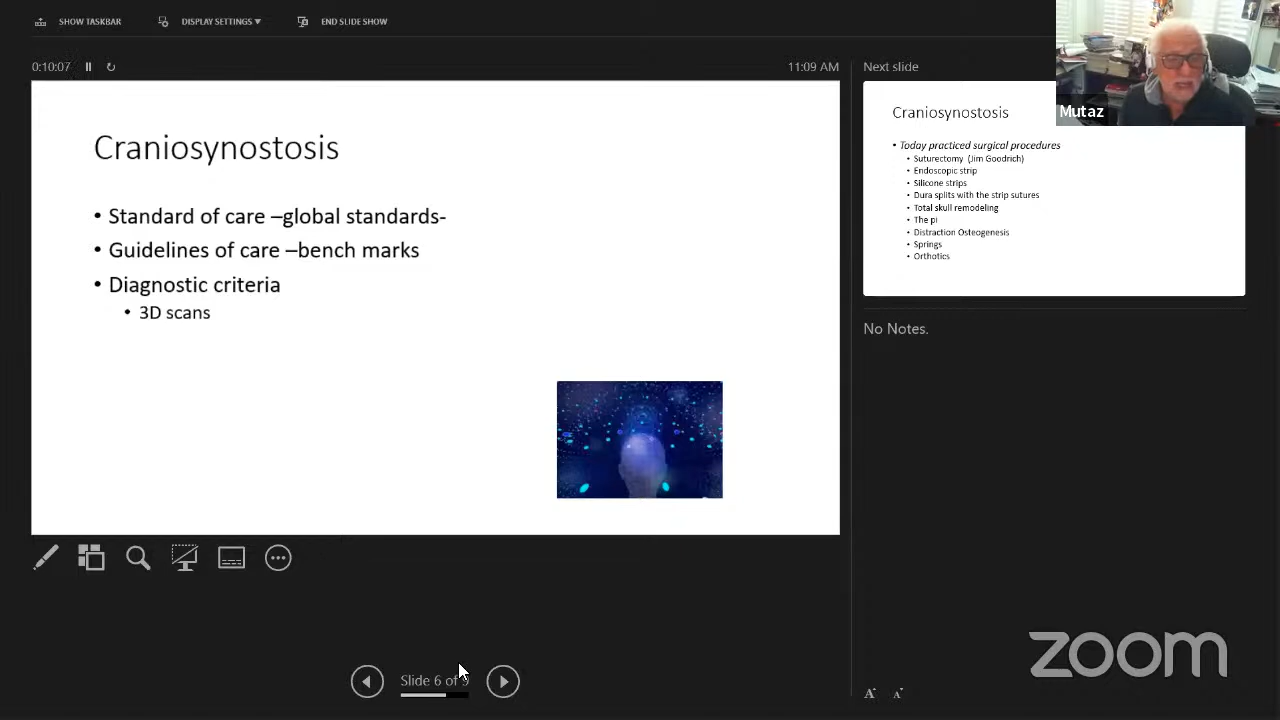 SHOW TASKBAR
DISPLAY SETTINGS ▼
END SLIDE SHOW
0:10:07
11:09 AM
Craniosynostosis
• Standard of care –global standards-
• Guidelines of care –bench marks
• Diagnostic criteria
• 3D scans
Slide 6 of 9
Next slide
Craniosynostosis
• Today practiced surgical procedures
• Suturectomy (Jim Goodrich)
• Endoscopic strip
• Silicone strips
• Dura splits with the strip sutures
• Total skull remodeling
• The pi
• Distraction Osteogenesis
• Springs
• Orthotics
No Notes.
A A
Mutaz
zoom